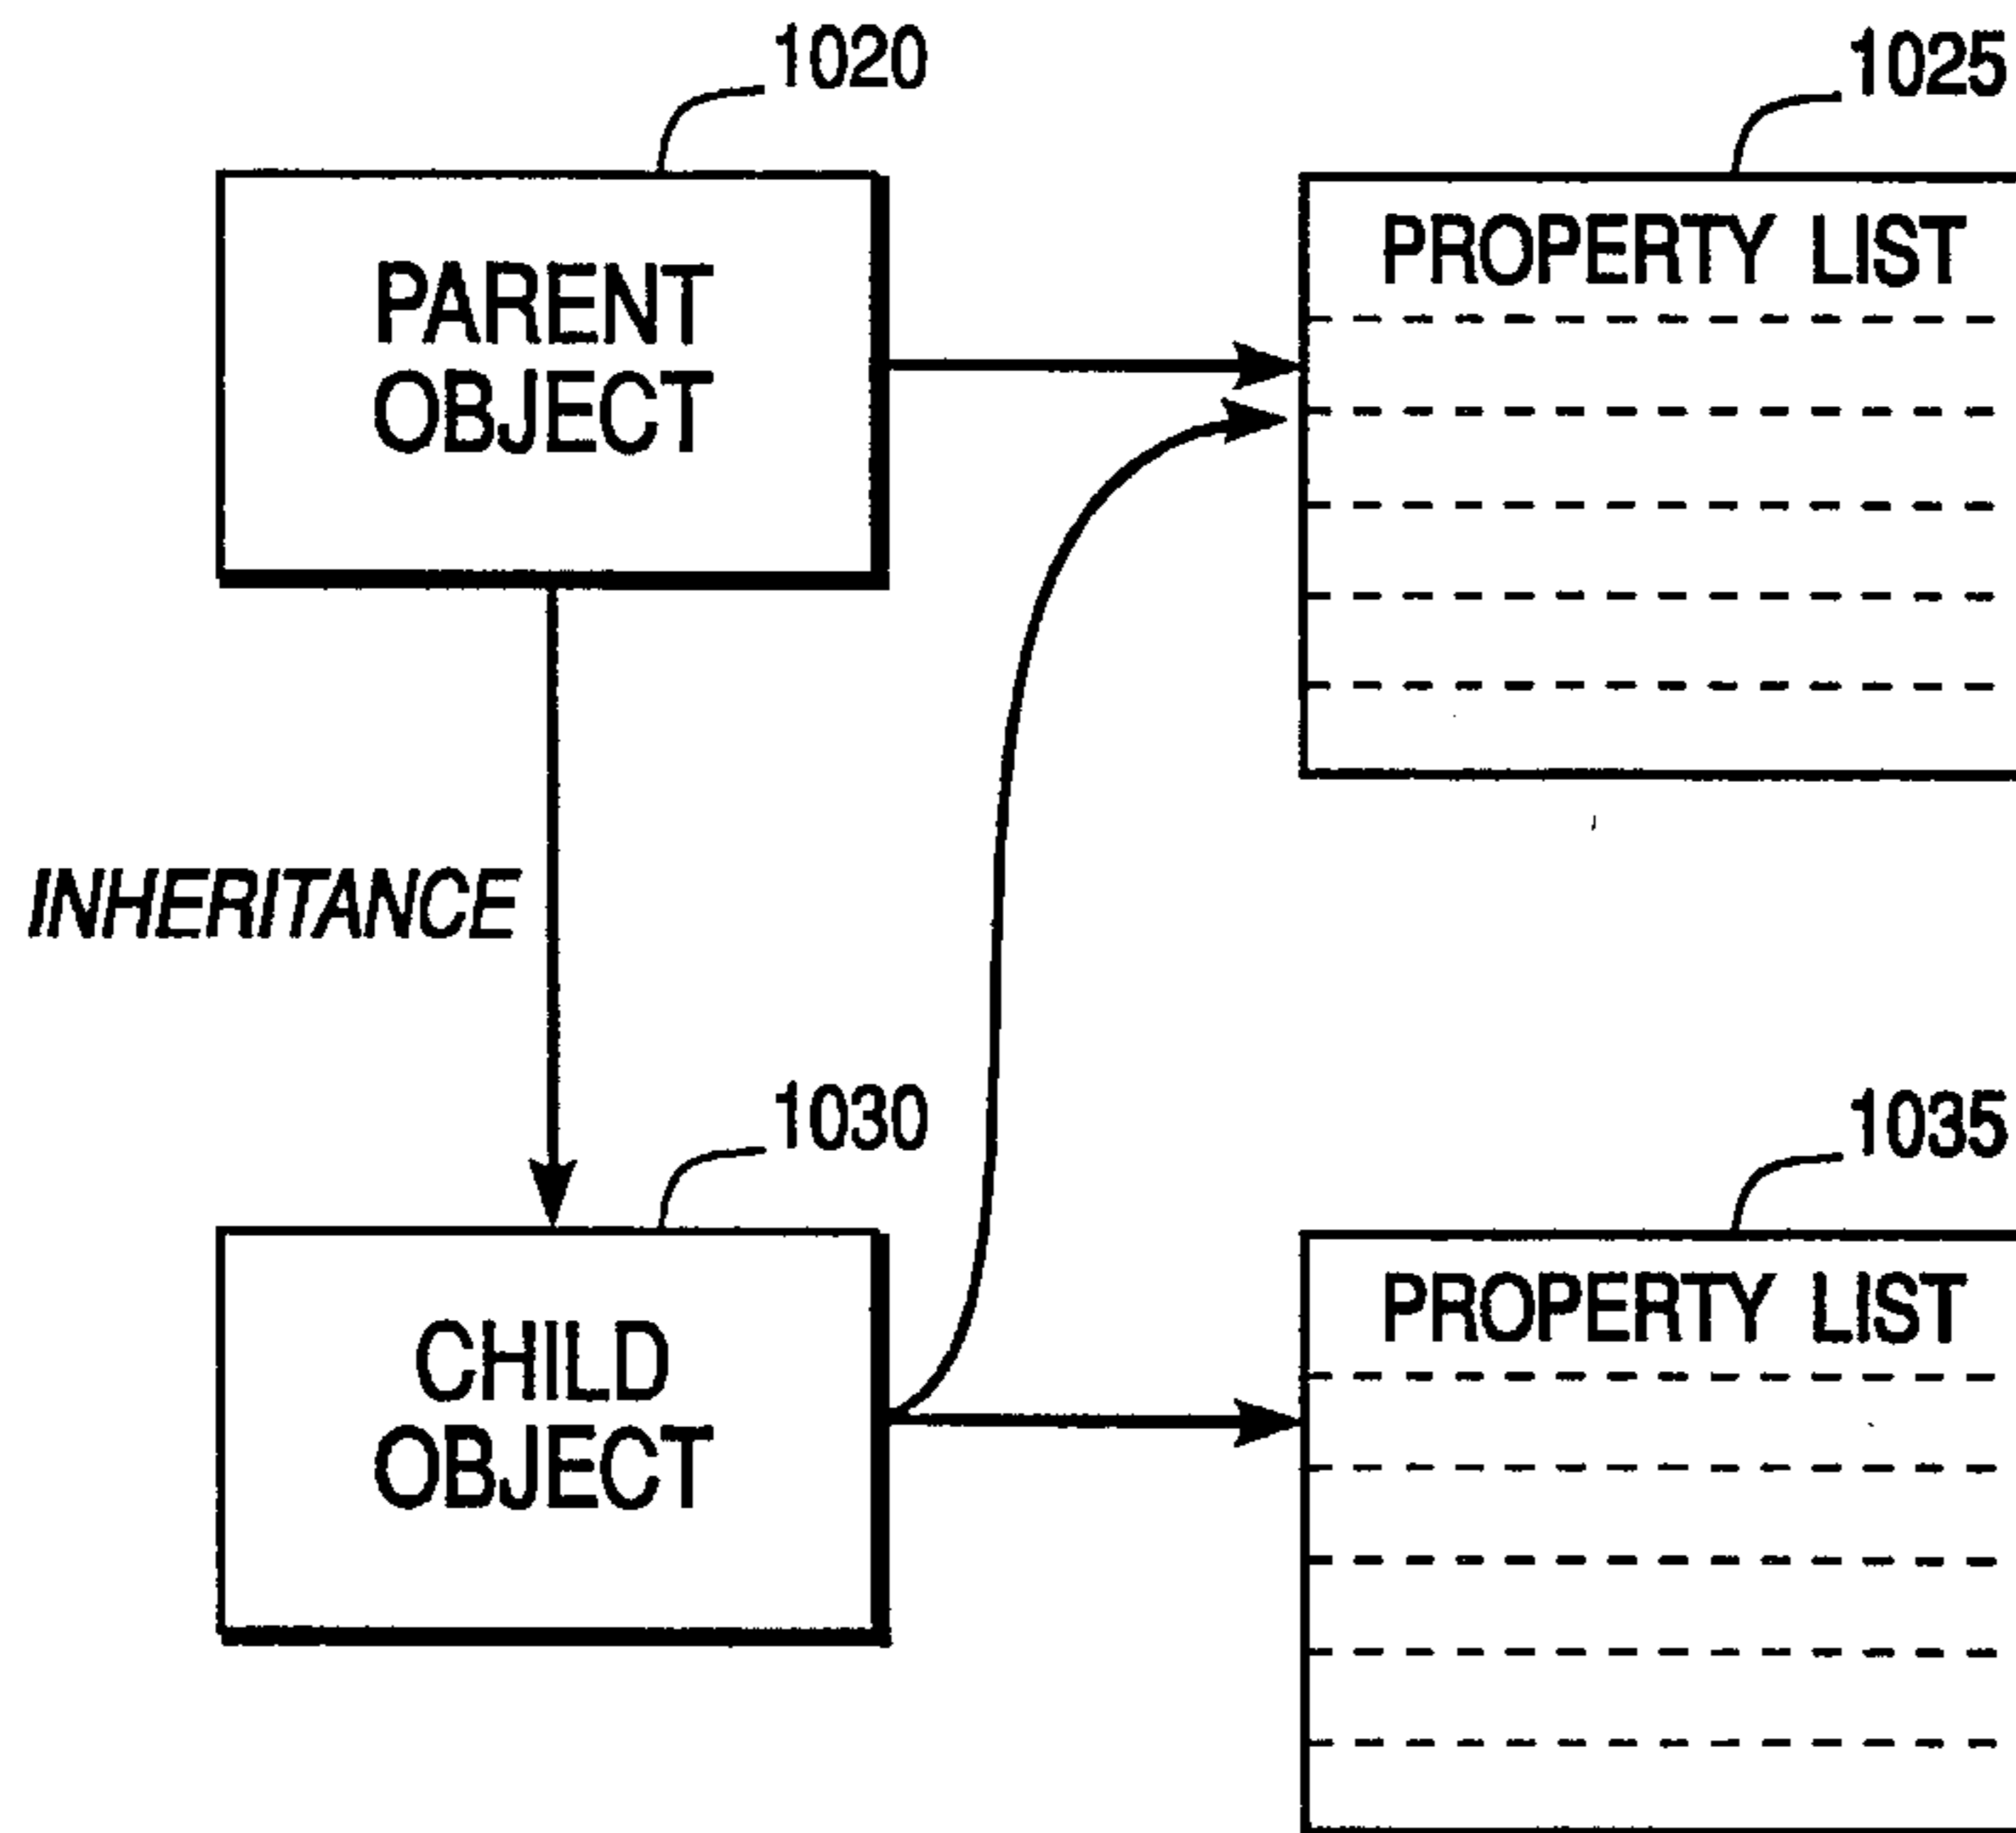 1020
1025
PARENT
OBJECT
PROPERTY LIST
INHERITANCE
1030
1035
CHILD
OBJECT
PROPERTY LIST